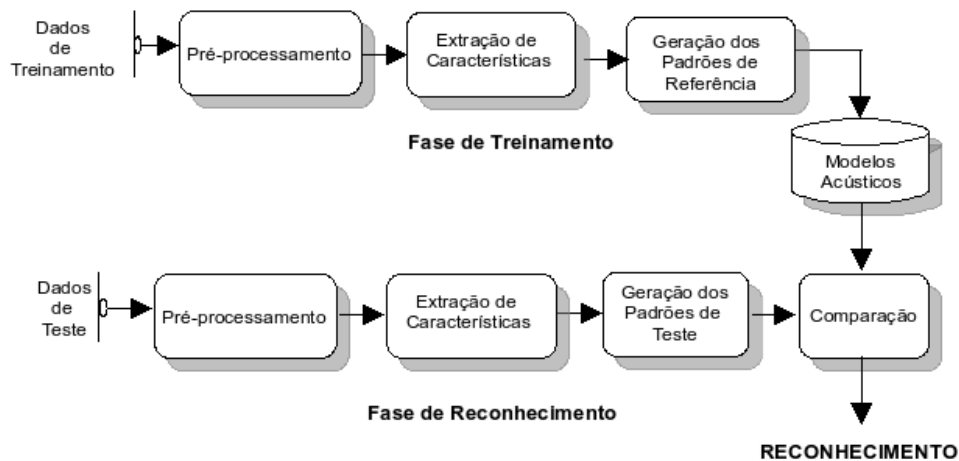 Dados
de
Treinamento
Pré-processamento
Extração de
Características
Geração dos
Padrões de
Referência
Fase de Treinamento
Modelos
Acústicos
Dados
de
Teste
Pré-processamento
Extração de
Características
Geração dos
Padrões de
Teste
Comparação
Fase de Reconhecimento
RECONHECIMENTO